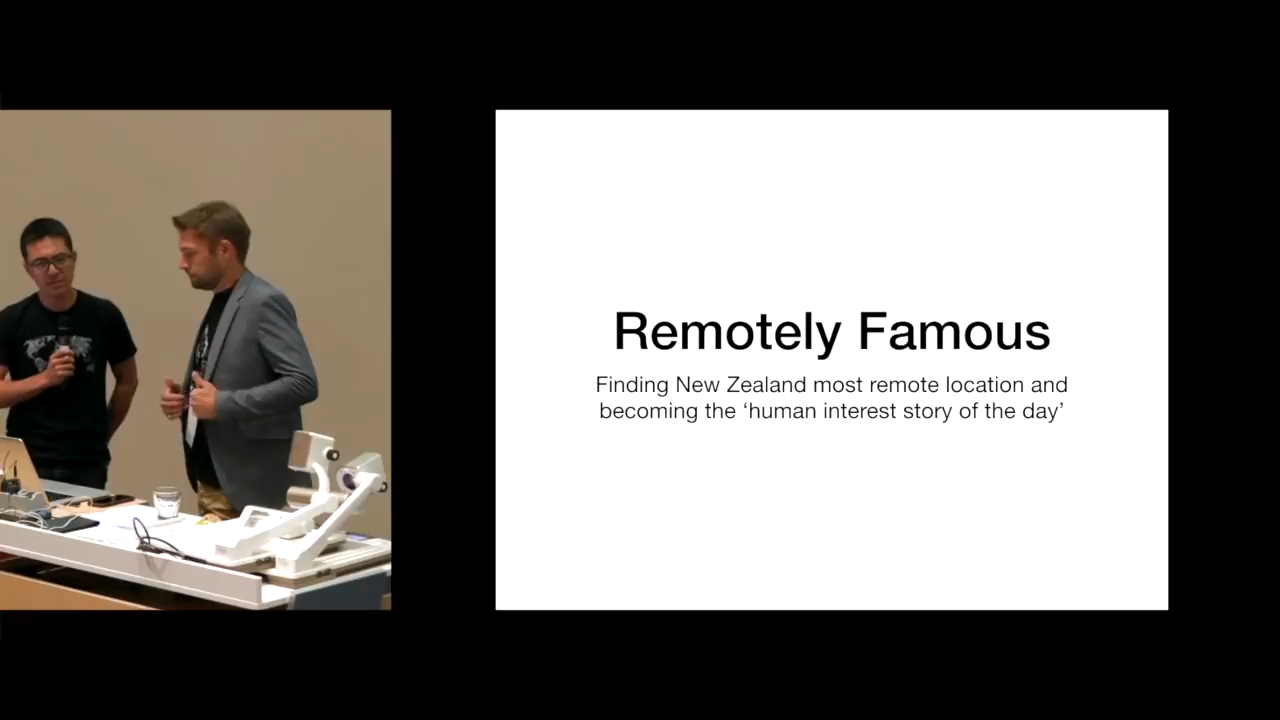 Remotely Famous
Finding New Zealand most remote location and
becoming the ‘human interest story of the day’